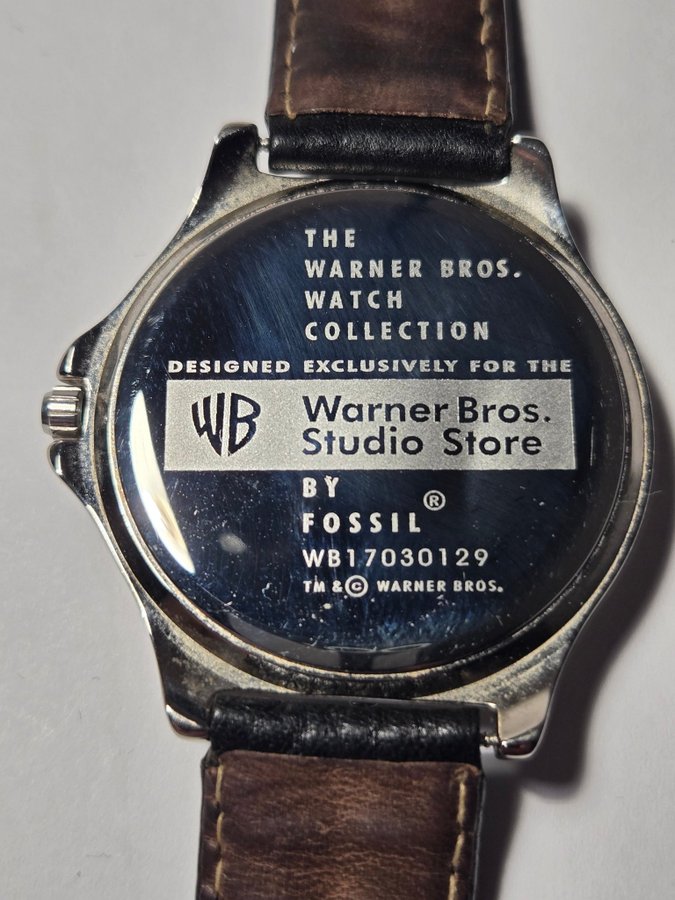 THE
WARNER BROS.
WATCH
COLLECTION
DESIGNED EXCLUSIVELY FOR THE
WB Warner Bros.
Studio Store
BY
FOSSIL®
WB17030129
TM & © WARNER BROS.